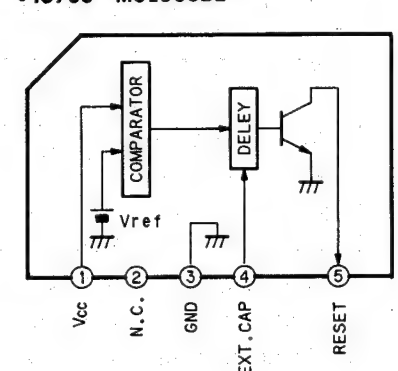 COMPARATOR
DELEY
Vref
1
2
3
4
5
Vcc
N.C.
GND
EXT.CAP
RESET